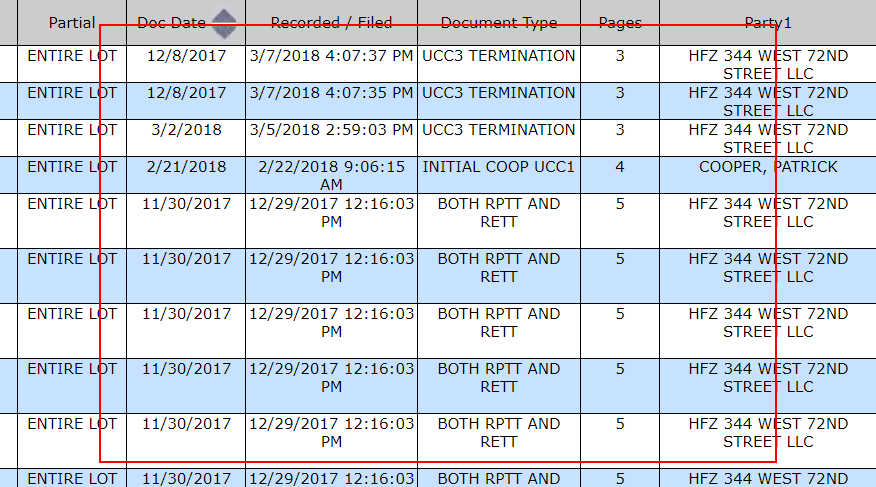 Partial Doc Date Recorded / Filed Document Type Pages Party1
ENTIRE LOT 12/8/2017 3/7/2018 4:07:37 PM UCC3 TERMINATION 3 HFZ 344 WEST 72ND
STREET LLC
ENTIRE LOT 12/8/2017 3/7/2018 4:07:35 PM UCC3 TERMINATION 3 HFZ 344 WEST 72ND
STREET LLC
ENTIRE LOT 3/2/2018 3/5/2018 2:59:03 PM UCC3 TERMINATION 3 HFZ 344 WEST 72ND
STREET LLC
ENTIRE LOT 2/21/2018 2/22/2018 9:06:15 INITIAL COOP UCC1 4 COOPER, PATRICK
AM
ENTIRE LOT 11/30/2017 12/29/2017 12:16:03 BOTH RPTT AND 5 HFZ 344 WEST 72ND
PM RETT STREET LLC
ENTIRE LOT 11/30/2017 12/29/2017 12:16:03 BOTH RPTT AND 5 HFZ 344 WEST 72ND
PM RETT STREET LLC
ENTIRE LOT 11/30/2017 12/29/2017 12:16:03 BOTH RPTT AND 5 HFZ 344 WEST 72ND
PM RETT STREET LLC
ENTIRE LOT 11/30/2017 12/29/2017 12:16:03 BOTH RPTT AND 5 HFZ 344 WEST 72ND
PM RETT STREET LLC
ENTIRE LOT 11/30/2017 12/29/2017 12:16:03 BOTH RPTT AND 5 HFZ 344 WEST 72ND
PM RETT STREET LLC
ENTIRE LOT 11/30/2017 12/29/2017 12:16:03 BOTH RPTT AND 5 HFZ 344 WEST 72ND